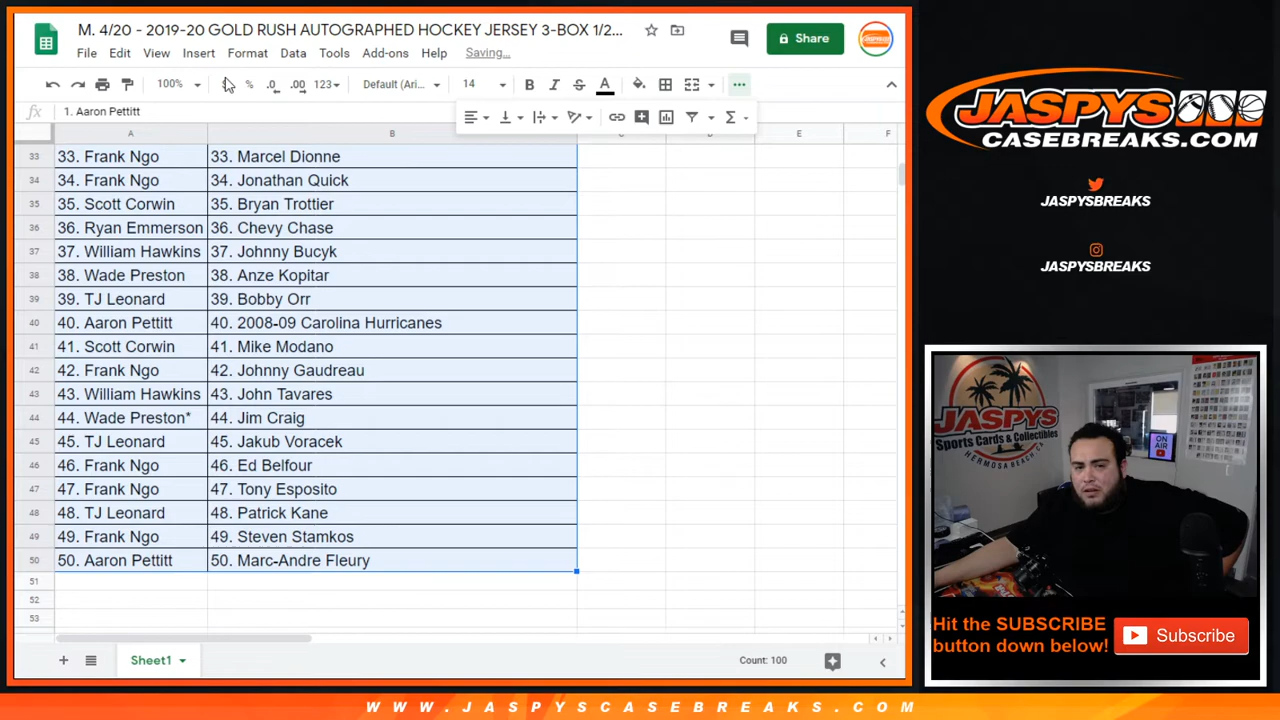 M. 4/20 - 2019-20 GOLD RUSH AUTOGRAPHED HOCKEY JERSEY 3-BOX 1/2...
Share
File Edit View Insert Format Data Tools Add-ons Help Saving...
100% $ % .0 .00 123 Default (Ari... 14 B I S A
fx 1. Aaron Pettitt
A B C D E F
33 33. Frank Ngo 33. Marcel Dionne
34 34. Frank Ngo 34. Jonathan Quick
35 35. Scott Corwin 35. Bryan Trottier
36 36. Ryan Emmerson 36. Chevy Chase
37 37. William Hawkins 37. Johnny Bucyk
38 38. Wade Preston 38. Anze Kopitar
39 39. TJ Leonard 39. Bobby Orr
40 40. Aaron Pettitt 40. 2008-09 Carolina Hurricanes
41 41. Scott Corwin 41. Mike Modano
42 42. Frank Ngo 42. Johnny Gaudreau
43 43. William Hawkins 43. John Tavares
44 44. Wade Preston* 44. Jim Craig
45 45. TJ Leonard 45. Jakub Voracek
46 46. Frank Ngo 46. Ed Belfour
47 47. Frank Ngo 47. Tony Esposito
48 48. TJ Leonard 48. Patrick Kane
49 49. Frank Ngo 49. Steven Stamkos
50 50. Aaron Pettitt 50. Marc-Andre Fleury
51
52
53
Sheet1
Count: 100
JASPYS
CASEBREAKS.COM
JASPYSBREAKS
JASPYSBREAKS
JASPYS
Sports Cards & Collectibles
HERMOSA BEACH CA
ON AIR
Hit the SUBSCRIBE
button down below!
Subscribe
WWW.JASPYSCASEBREAKS.COM